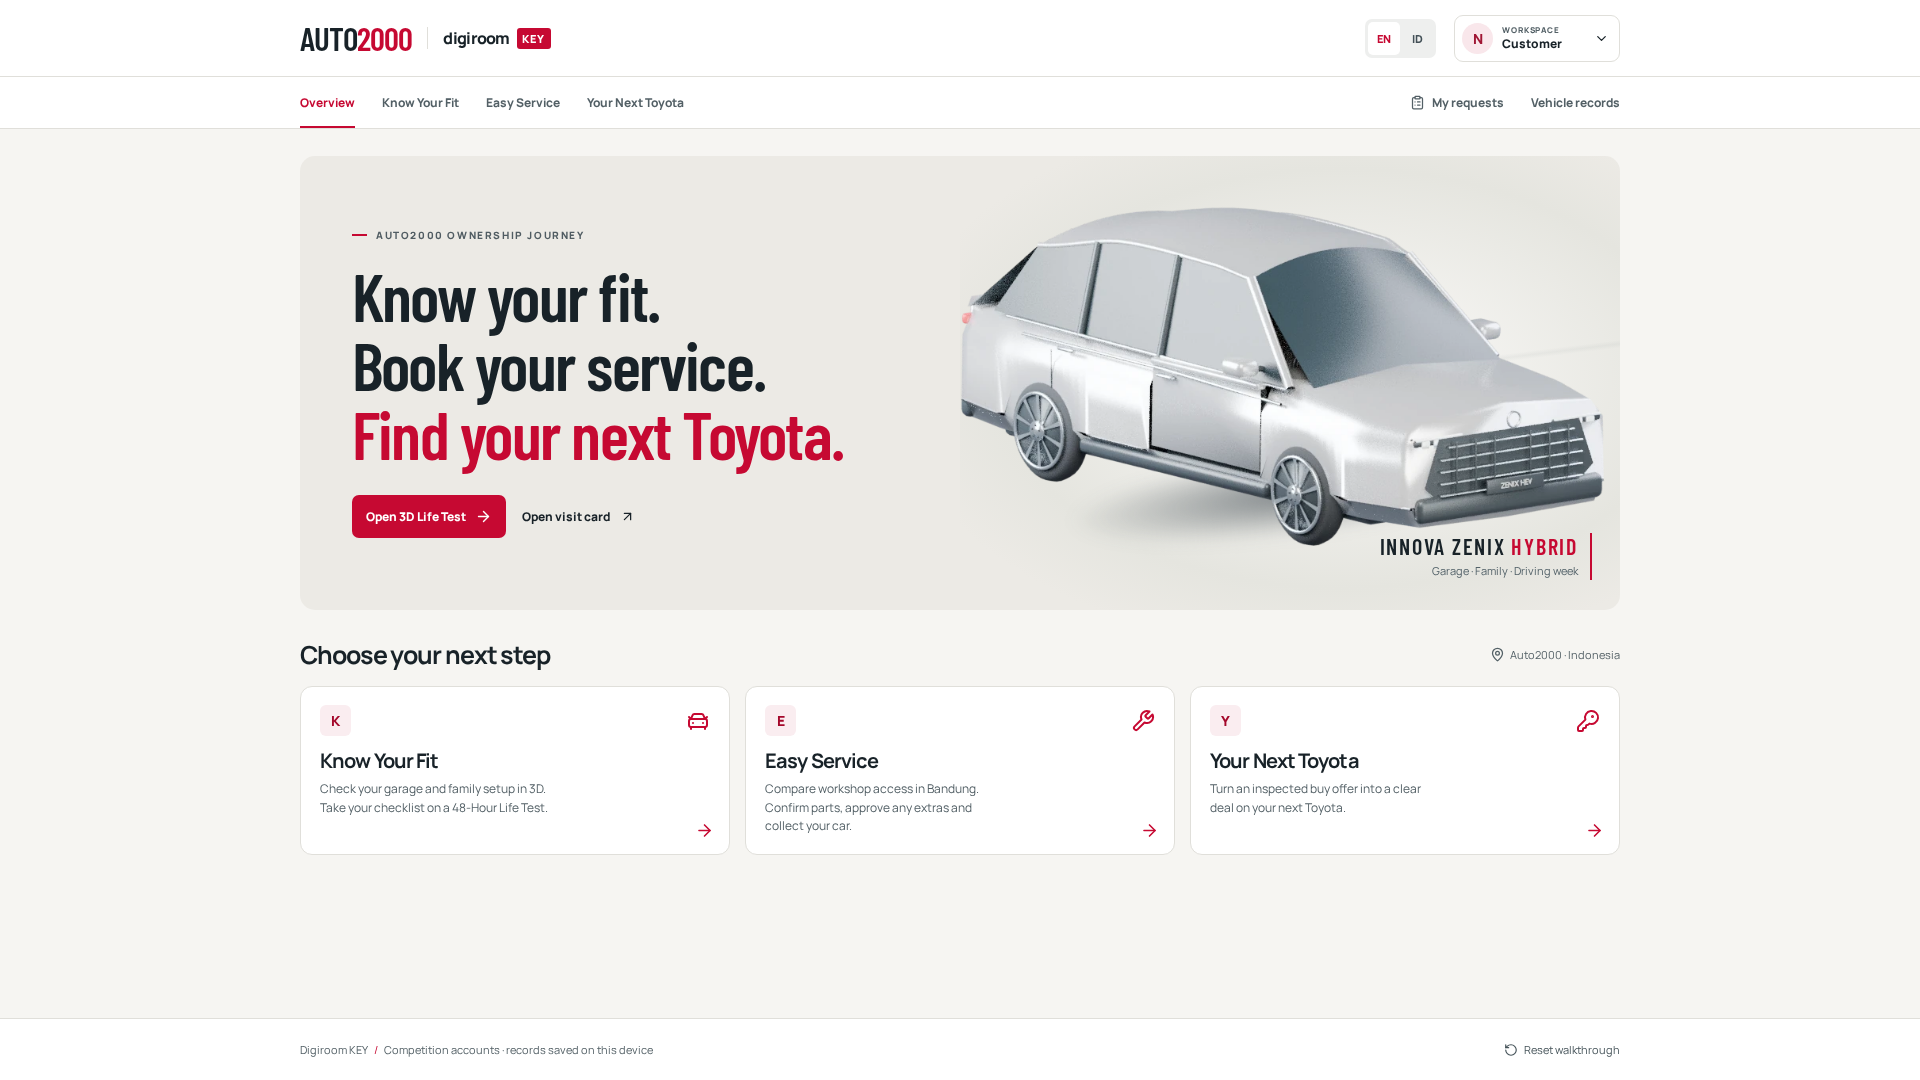 AUTO2000
digiroom KEY
EN ID
N
WORKSPACE
Customer
Overview
Know Your Fit
Easy Service
Your Next Toyota
My requests
Vehicle records
AUTO2000 OWNERSHIP JOURNEY
Know your fit.
Book your service.
Find your next Toyota.
Open 3D Life Test
Open visit card
ZENIX HEV
INNOVA ZENIX HYBRID
Garage · Family · Driving week
Choose your next step
Auto2000 · Indonesia
K
Know Your Fit
Check your garage and family setup in 3D.
Take your checklist on a 48-Hour Life Test.
E
Easy Service
Compare workshop access in Bandung.
Confirm parts, approve any extras and
collect your car.
Y
Your Next Toyota
Turn an inspected buy offer into a clear
deal on your next Toyota.
Digiroom KEY / Competition accounts · records saved on this device
Reset walkthrough